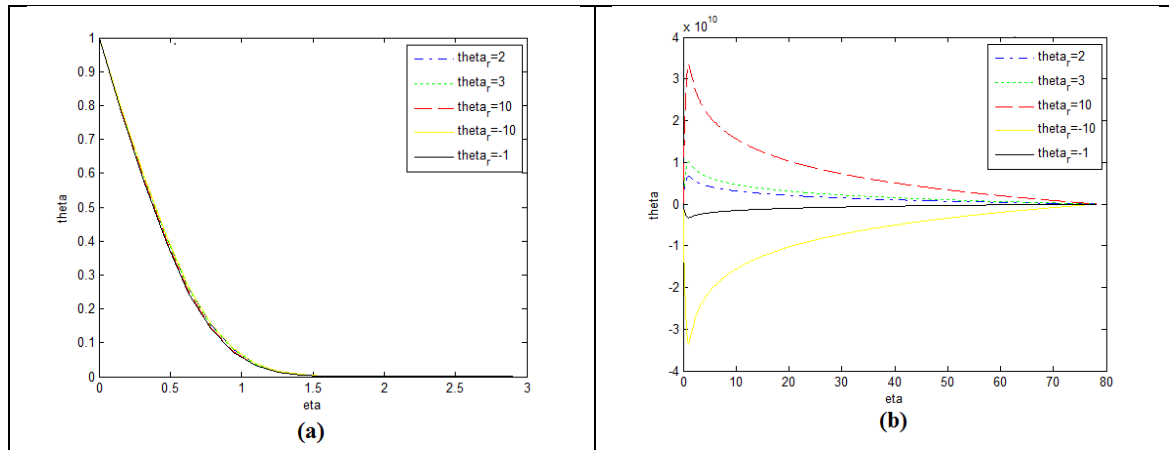 1
0.9
0.8
0.7
0.6
0.5
0.4
0.3
0.2
0.1
0
theta
0 0.5 1 1.5 2 2.5 3
eta
theta_r=2
theta_r=3
theta_r=10
theta_r=-10
theta_r=-1
(a)
x 10^10
4
3
2
1
0
-1
-2
-3
-4
theta
0 10 20 30 40 50 60 70 80
eta
theta_r=2
theta_r=3
theta_r=10
theta_r=-10
theta_r=-1
(b)